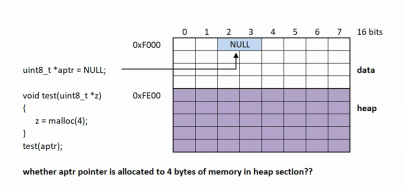 0 1 2 3 4 5 6 7 16 bits
0xF000 NULL
uint8_t *aptr = NULL; data
void test(uint8_t *z) 0xFE00
{ heap
z = malloc(4);
}
test(aptr);
whether aptr pointer is allocated to 4 bytes of memory in heap section??